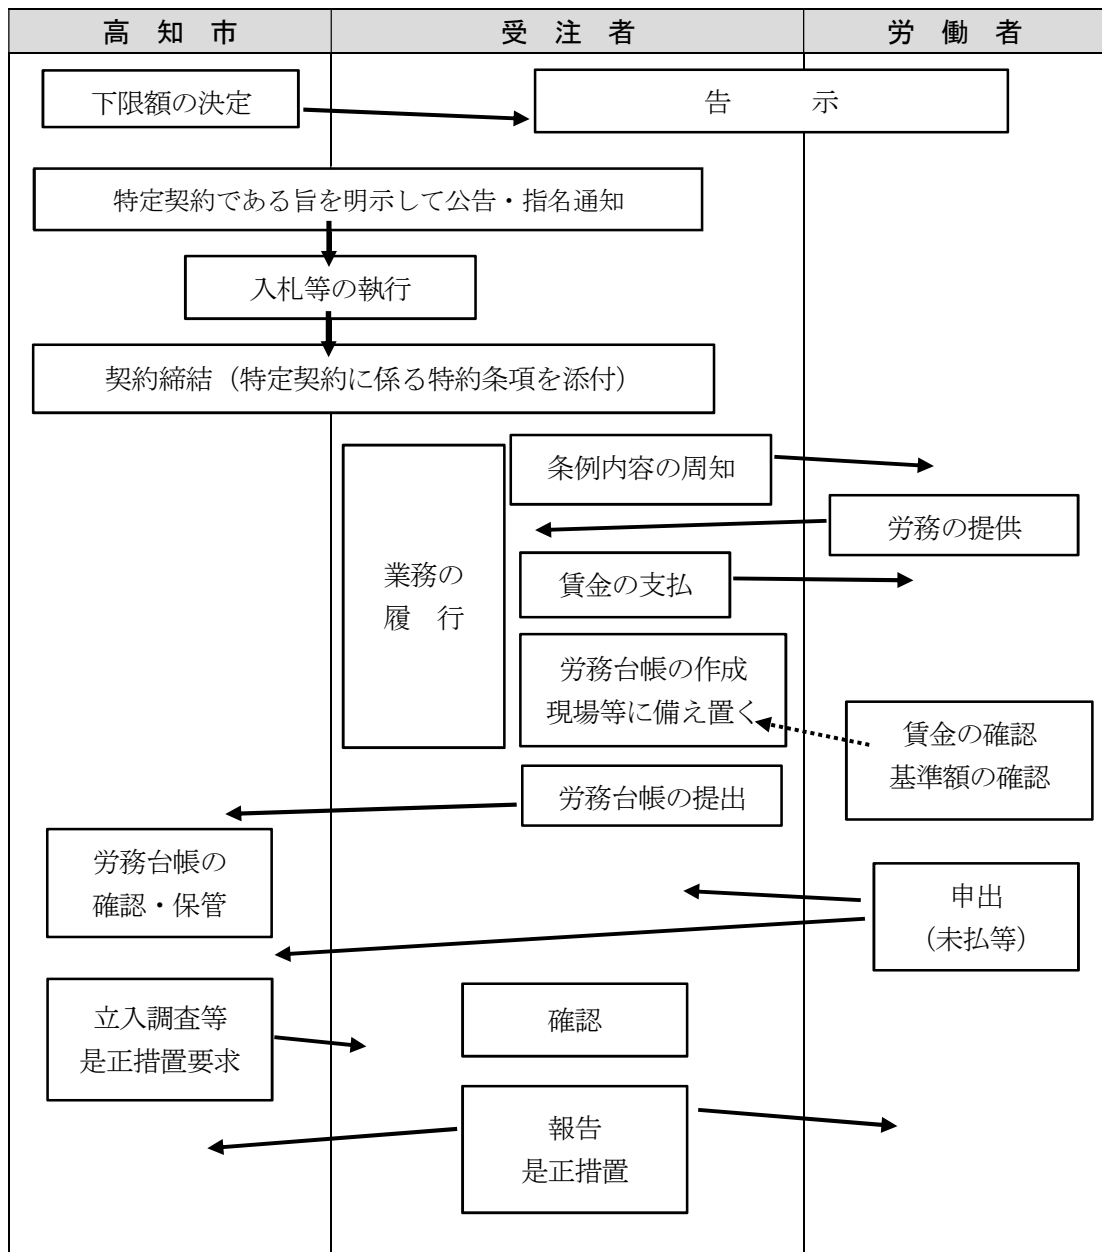 高　知　市
受　注　者
労　働　者
下限額の決定
告　　　示
特定契約である旨を明示して公告・指名通知
入札等の執行
契約締結（特定契約に係る特約条項を添付）
条例内容の周知
労務の提供
業務の
履　行
賃金の支払
労務台帳の作成
現場等に備え置く
賃金の確認
基準額の確認
労務台帳の提出
労務台帳の
確認・保管
申出
（未払等）
立入調査等
是正措置要求
確認
報告
是正措置